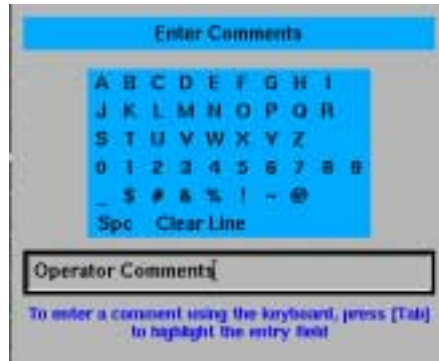 Enter Comments
A B C D E F G H I
J K L M N O P Q R
S T U V W X Y Z
0 1 2 3 4 5 6 7 8 9
_ $ # & % ! ~ @
Spc Clear Line
Operator Comments
To enter a comment using the keyboard, press [Tab]
to highlight the entry field